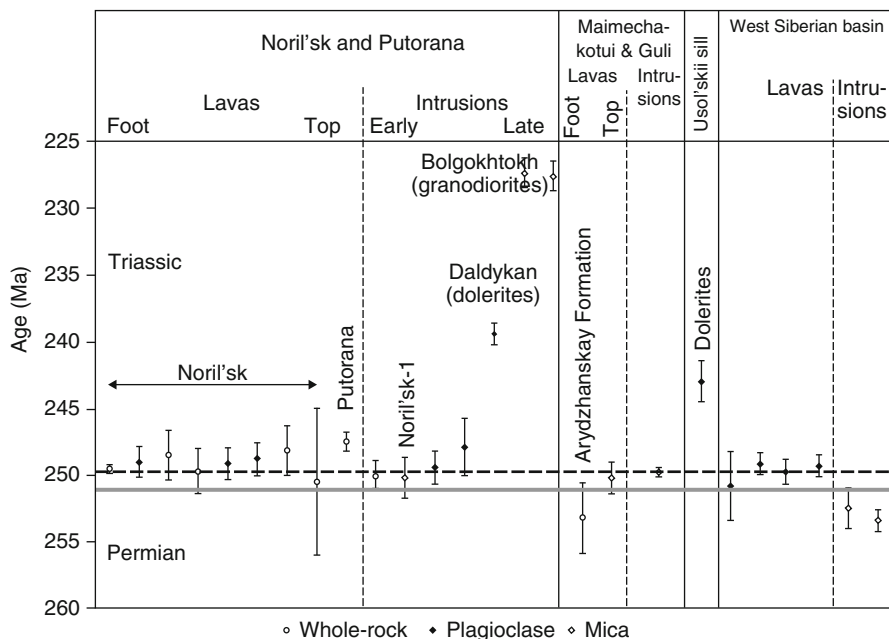 Noril'sk and Putorana
Maimecha-
kotui & Guli
Usol'skii sill
West Siberian basin
Lavas
Intrusions
Lavas
Intru-
sions
Lavas
Intru-
sions
Foot
Top
Early
Late
Foot
Top
225
230
235
240
245
250
255
260
Age (Ma)
Bolgokhtokh
(granodiorites)
Triassic
Daldykan
(dolerites)
Noril'sk
Putorana
Noril'sk-1
Arydzhanskay Formation
Dolerites
Permian
Whole-rock
Plagioclase
Mica